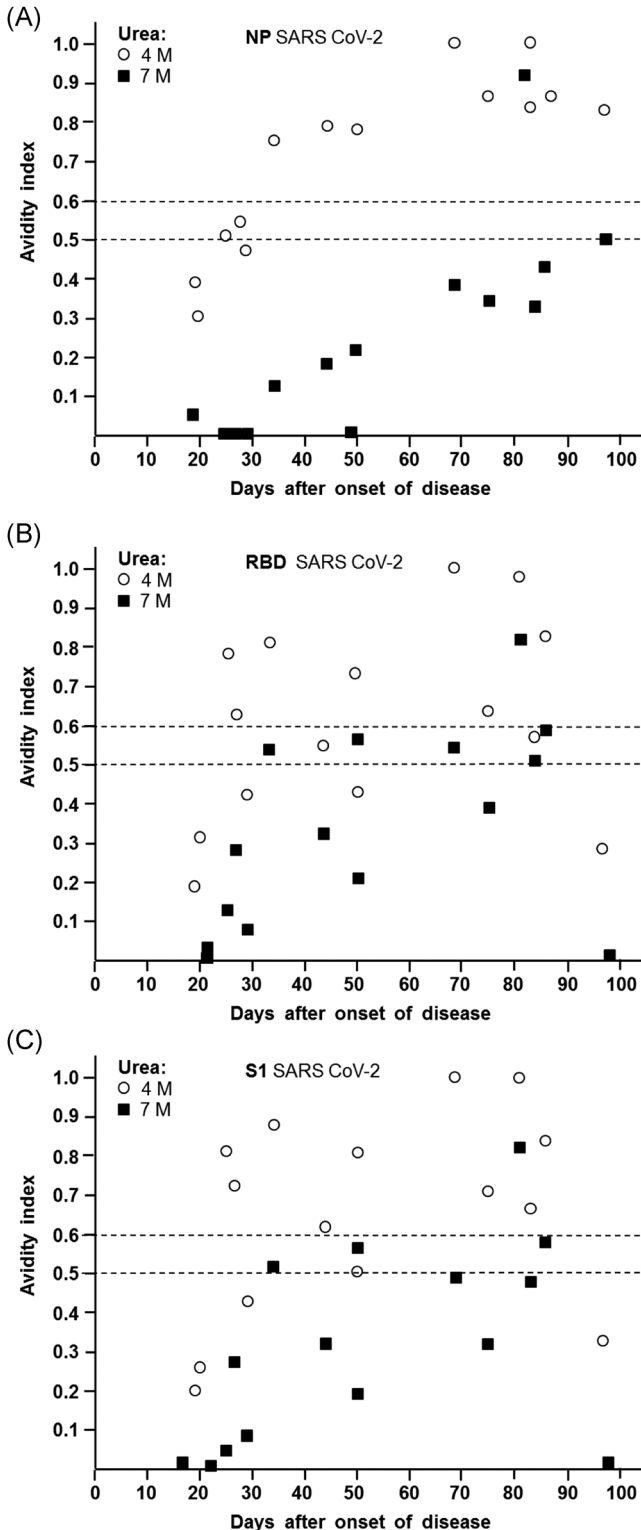 (A)
Urea:
4 M
7 M
NP SARS CoV-2
1.0
0.9
0.8
0.7
0.6
0.5
0.4
0.3
0.2
0.1
Avidity index
0 10 20 30 40 50 60 70 80 90 100
Days after onset of disease
(B)
Urea:
4 M
7 M
RBD SARS CoV-2
1.0
0.9
0.8
0.7
0.6
0.5
0.4
0.3
0.2
0.1
Avidity index
0 10 20 30 40 50 60 70 80 90 100
Days after onset of disease
(C)
Urea:
4 M
7 M
S1 SARS CoV-2
1.0
0.9
0.8
0.7
0.6
0.5
0.4
0.3
0.2
0.1
Avidity index
0 10 20 30 40 50 60 70 80 90 100
Days after onset of disease